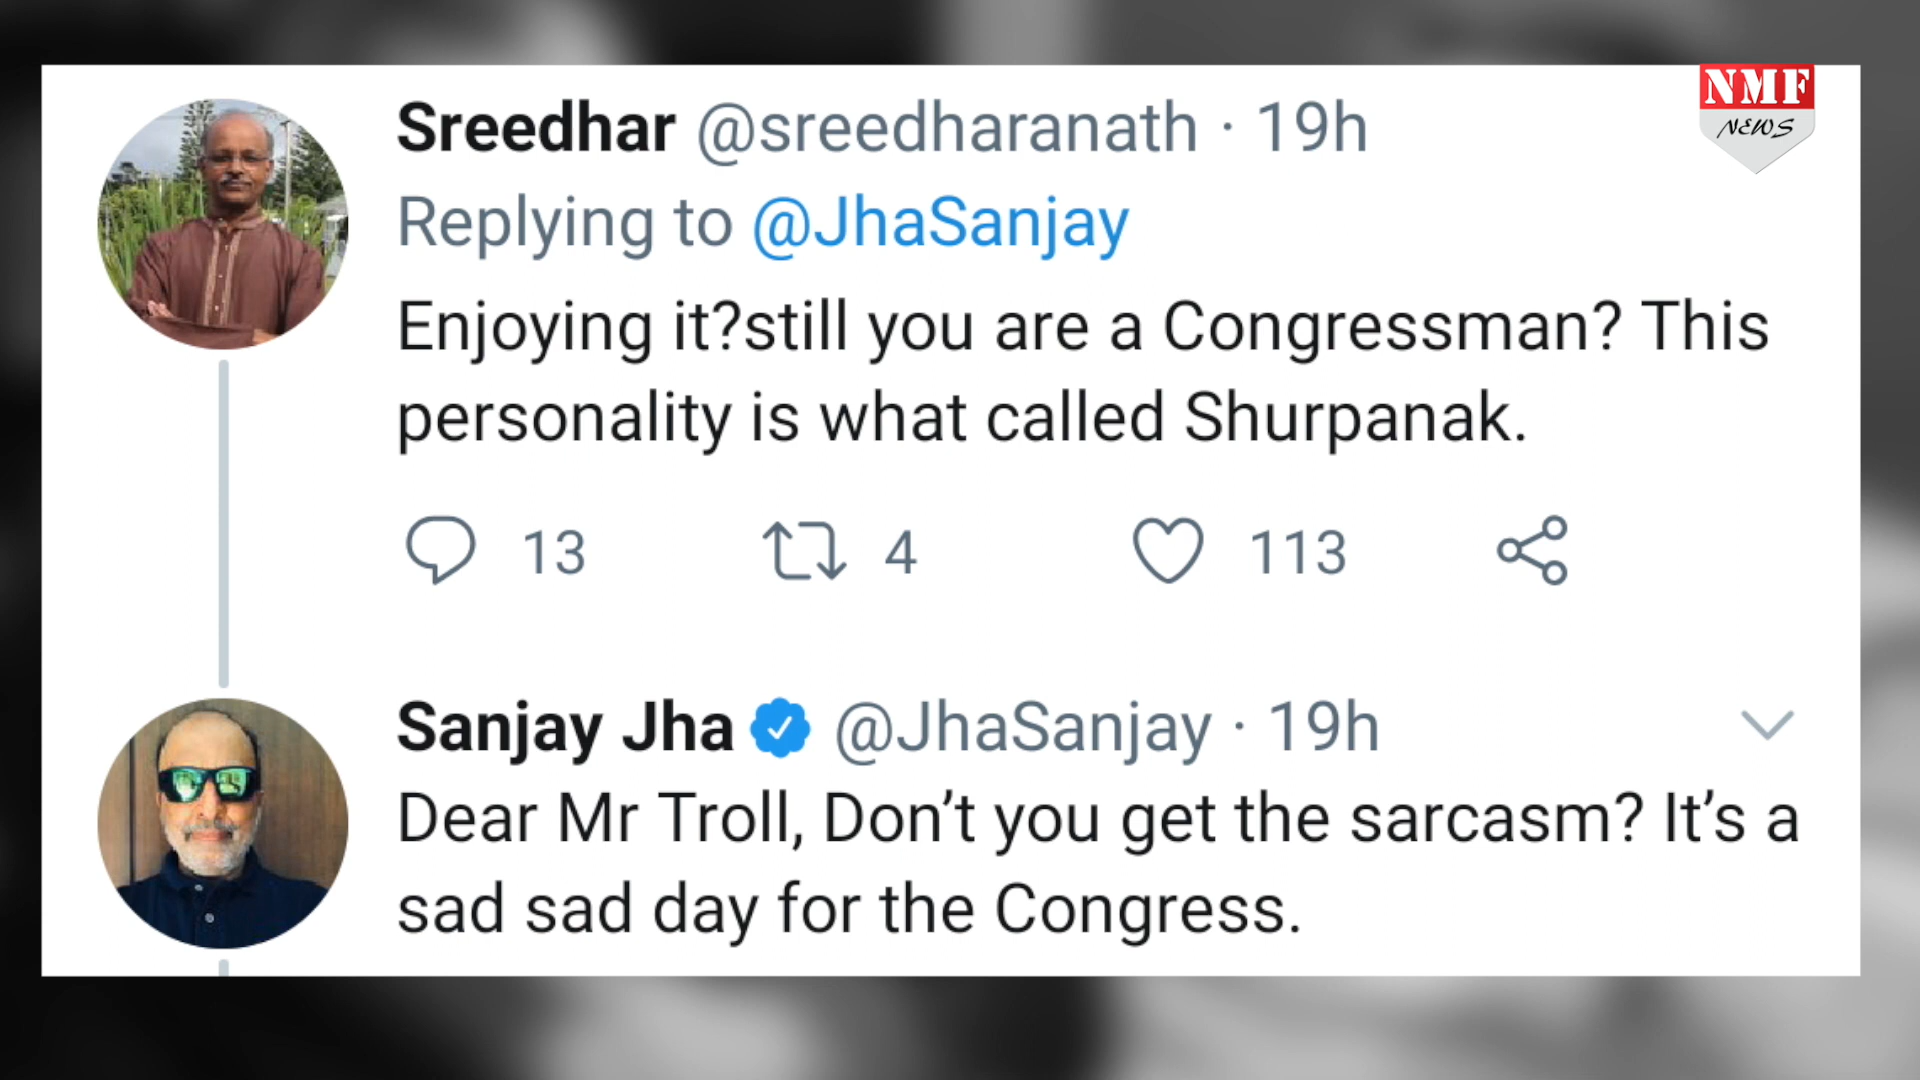 NMF
NEWS
Sreedhar @sreedharanath · 19h
Replying to @JhaSanjay
Enjoying it?still you are a Congressman? This
personality is what called Shurpanak.
13 4 113
Sanjay Jha @JhaSanjay · 19h
Dear Mr Troll, Don’t you get the sarcasm? It’s a
sad sad day for the Congress.